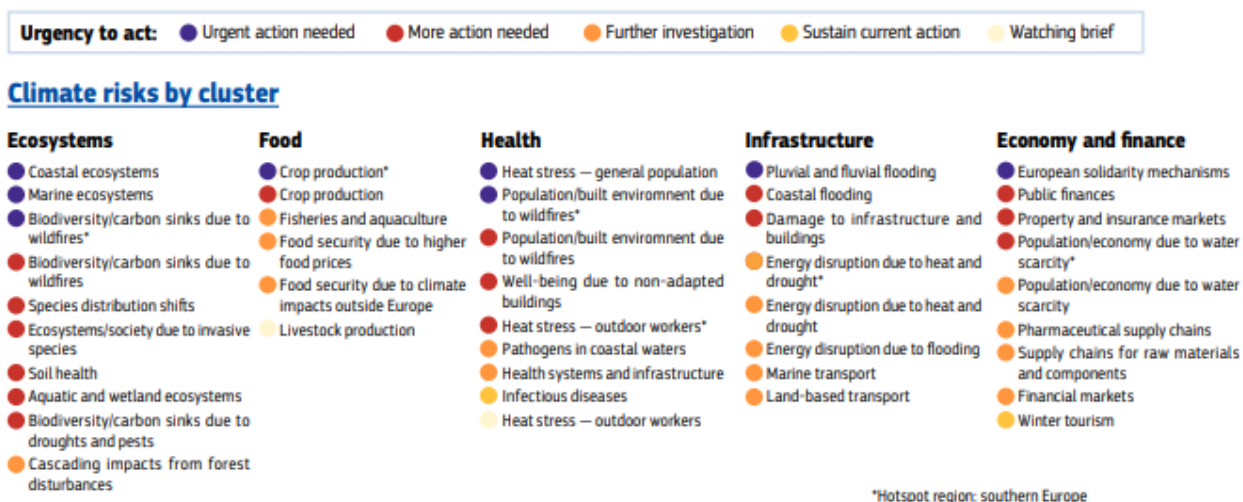 Urgency to act: Urgent action needed More action needed Further investigation Sustain current action Watching brief
Climate risks by cluster
Ecosystems
Coastal ecosystems
Marine ecosystems
Biodiversity/carbon sinks due to
wildfires*
Biodiversity/carbon sinks due to
wildfires
Species distribution shifts
Ecosystems/society due to invasive
species
Soil health
Aquatic and wetland ecosystems
Biodiversity/carbon sinks due to
droughts and pests
Cascading impacts from forest
disturbances
Food
Crop production*
Crop production
Fisheries and aquaculture
Food security due to higher
food prices
Food security due to climate
impacts outside Europe
Livestock production
Health
Heat stress — general population
Population/built enviromnent due
to wildfires*
Population/built enviromnent due
to wildfires
Well-being due to non-adapted
buildings
Heat stress — outdoor workers*
Pathogens in coastal waters
Health systems and infrastructure
Infectious diseases
Heat stress — outdoor workers
Infrastructure
Pluvial and fluvial flooding
Coastal flooding
Damage to infrastructure and
buildings
Energy disruption due to heat and
drought*
Energy disruption due to heat and
drought
Energy disruption due to flooding
Marine transport
Land-based transport
Economy and finance
European solidarity mechanisms
Public finances
Property and insurance markets
Population/economy due to water
scarcity*
Population/economy due to water
scarcity
Pharmaceutical supply chains
Supply chains for raw materials
and components
Financial markets
Winter tourism
*Hotspot region: southern Europe